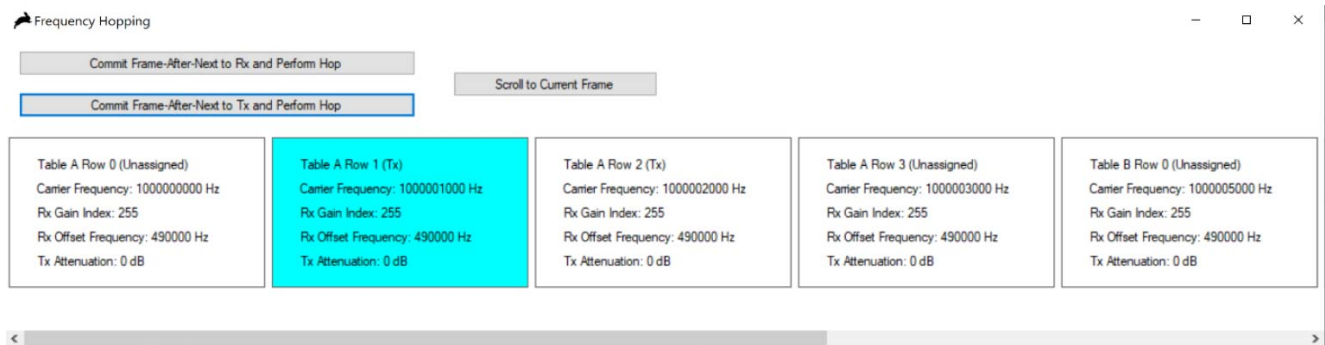 Frequency Hopping
Commit Frame-After-Next to Rx and Perform Hop
Scroll to Current Frame
Commit Frame-After-Next to Tx and Perform Hop
Table A Row 0 (Unassigned)
Carrier Frequency: 1000000000 Hz
Rx Gain Index: 255
Rx Offset Frequency: 490000 Hz
Tx Attenuation: 0 dB
Table A Row 1 (Tx)
Carrier Frequency: 1000001000 Hz
Rx Gain Index: 255
Rx Offset Frequency: 490000 Hz
Tx Attenuation: 0 dB
Table A Row 2 (Tx)
Carrier Frequency: 1000002000 Hz
Rx Gain Index: 255
Rx Offset Frequency: 490000 Hz
Tx Attenuation: 0 dB
Table A Row 3 (Unassigned)
Carrier Frequency: 1000003000 Hz
Rx Gain Index: 255
Rx Offset Frequency: 490000 Hz
Tx Attenuation: 0 dB
Table B Row 0 (Unassigned)
Carrier Frequency: 1000005000 Hz
Rx Gain Index: 255
Rx Offset Frequency: 490000 Hz
Tx Attenuation: 0 dB